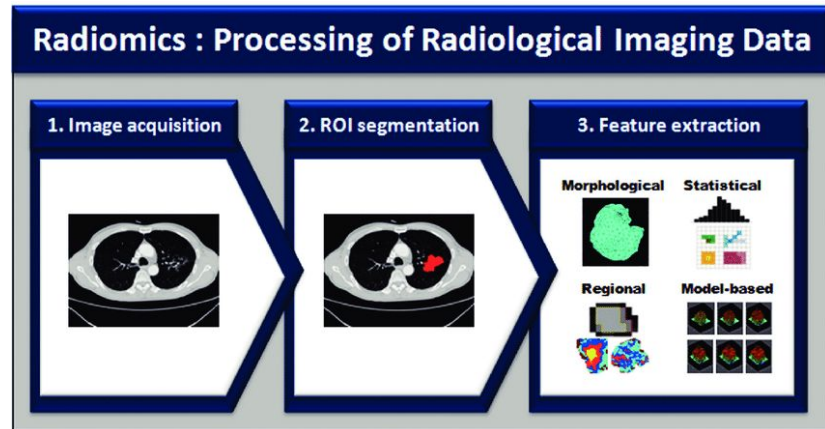 Radiomics : Processing of Radiological Imaging Data
1. Image acquisition
2. ROI segmentation
3. Feature extraction
Morphological
Statistical
Regional
Model-based